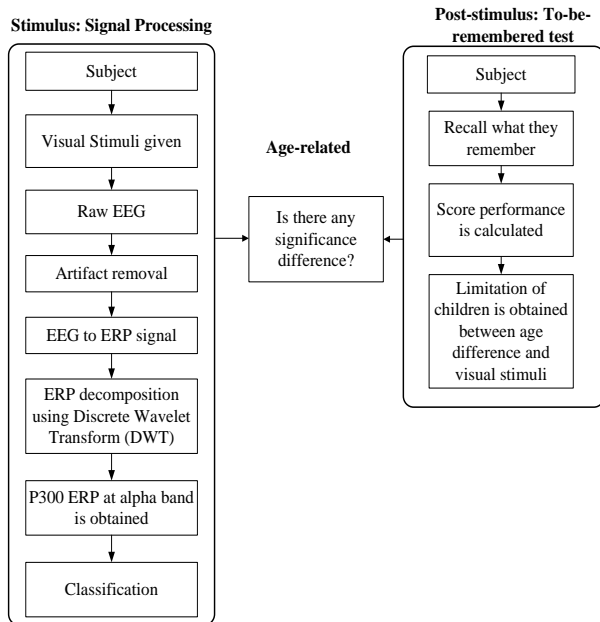 Stimulus: Signal Processing
Subject
Visual Stimuli given
Raw EEG
Artifact removal
EEG to ERP signal
ERP decomposition
using Discrete Wavelet
Transform (DWT)
P300 ERP at alpha band
is obtained
Classification
Age-related
Is there any
significance
difference?
Post-stimulus: To-be-
remembered test
Subject
Recall what they
remember
Score performance
is calculated
Limitation of
children is obtained
between age
difference and
visual stimuli